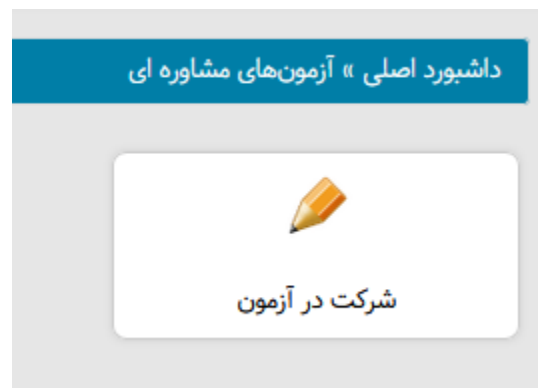 داشبورد اصلی » آزمون‌های مشاوره ای
شرکت در آزمون